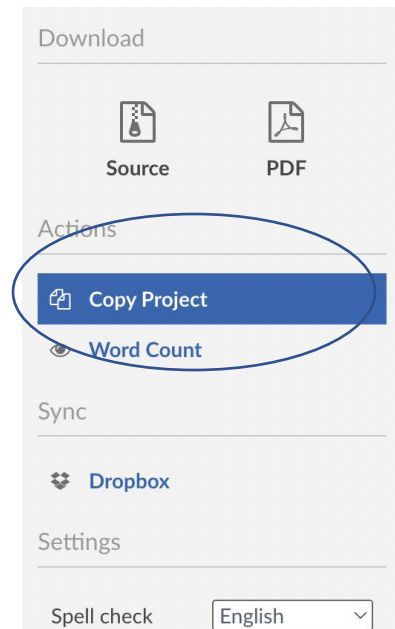 Download
Source PDF
Actions
Copy Project
Word Count
Sync
Dropbox
Settings
Spell check English